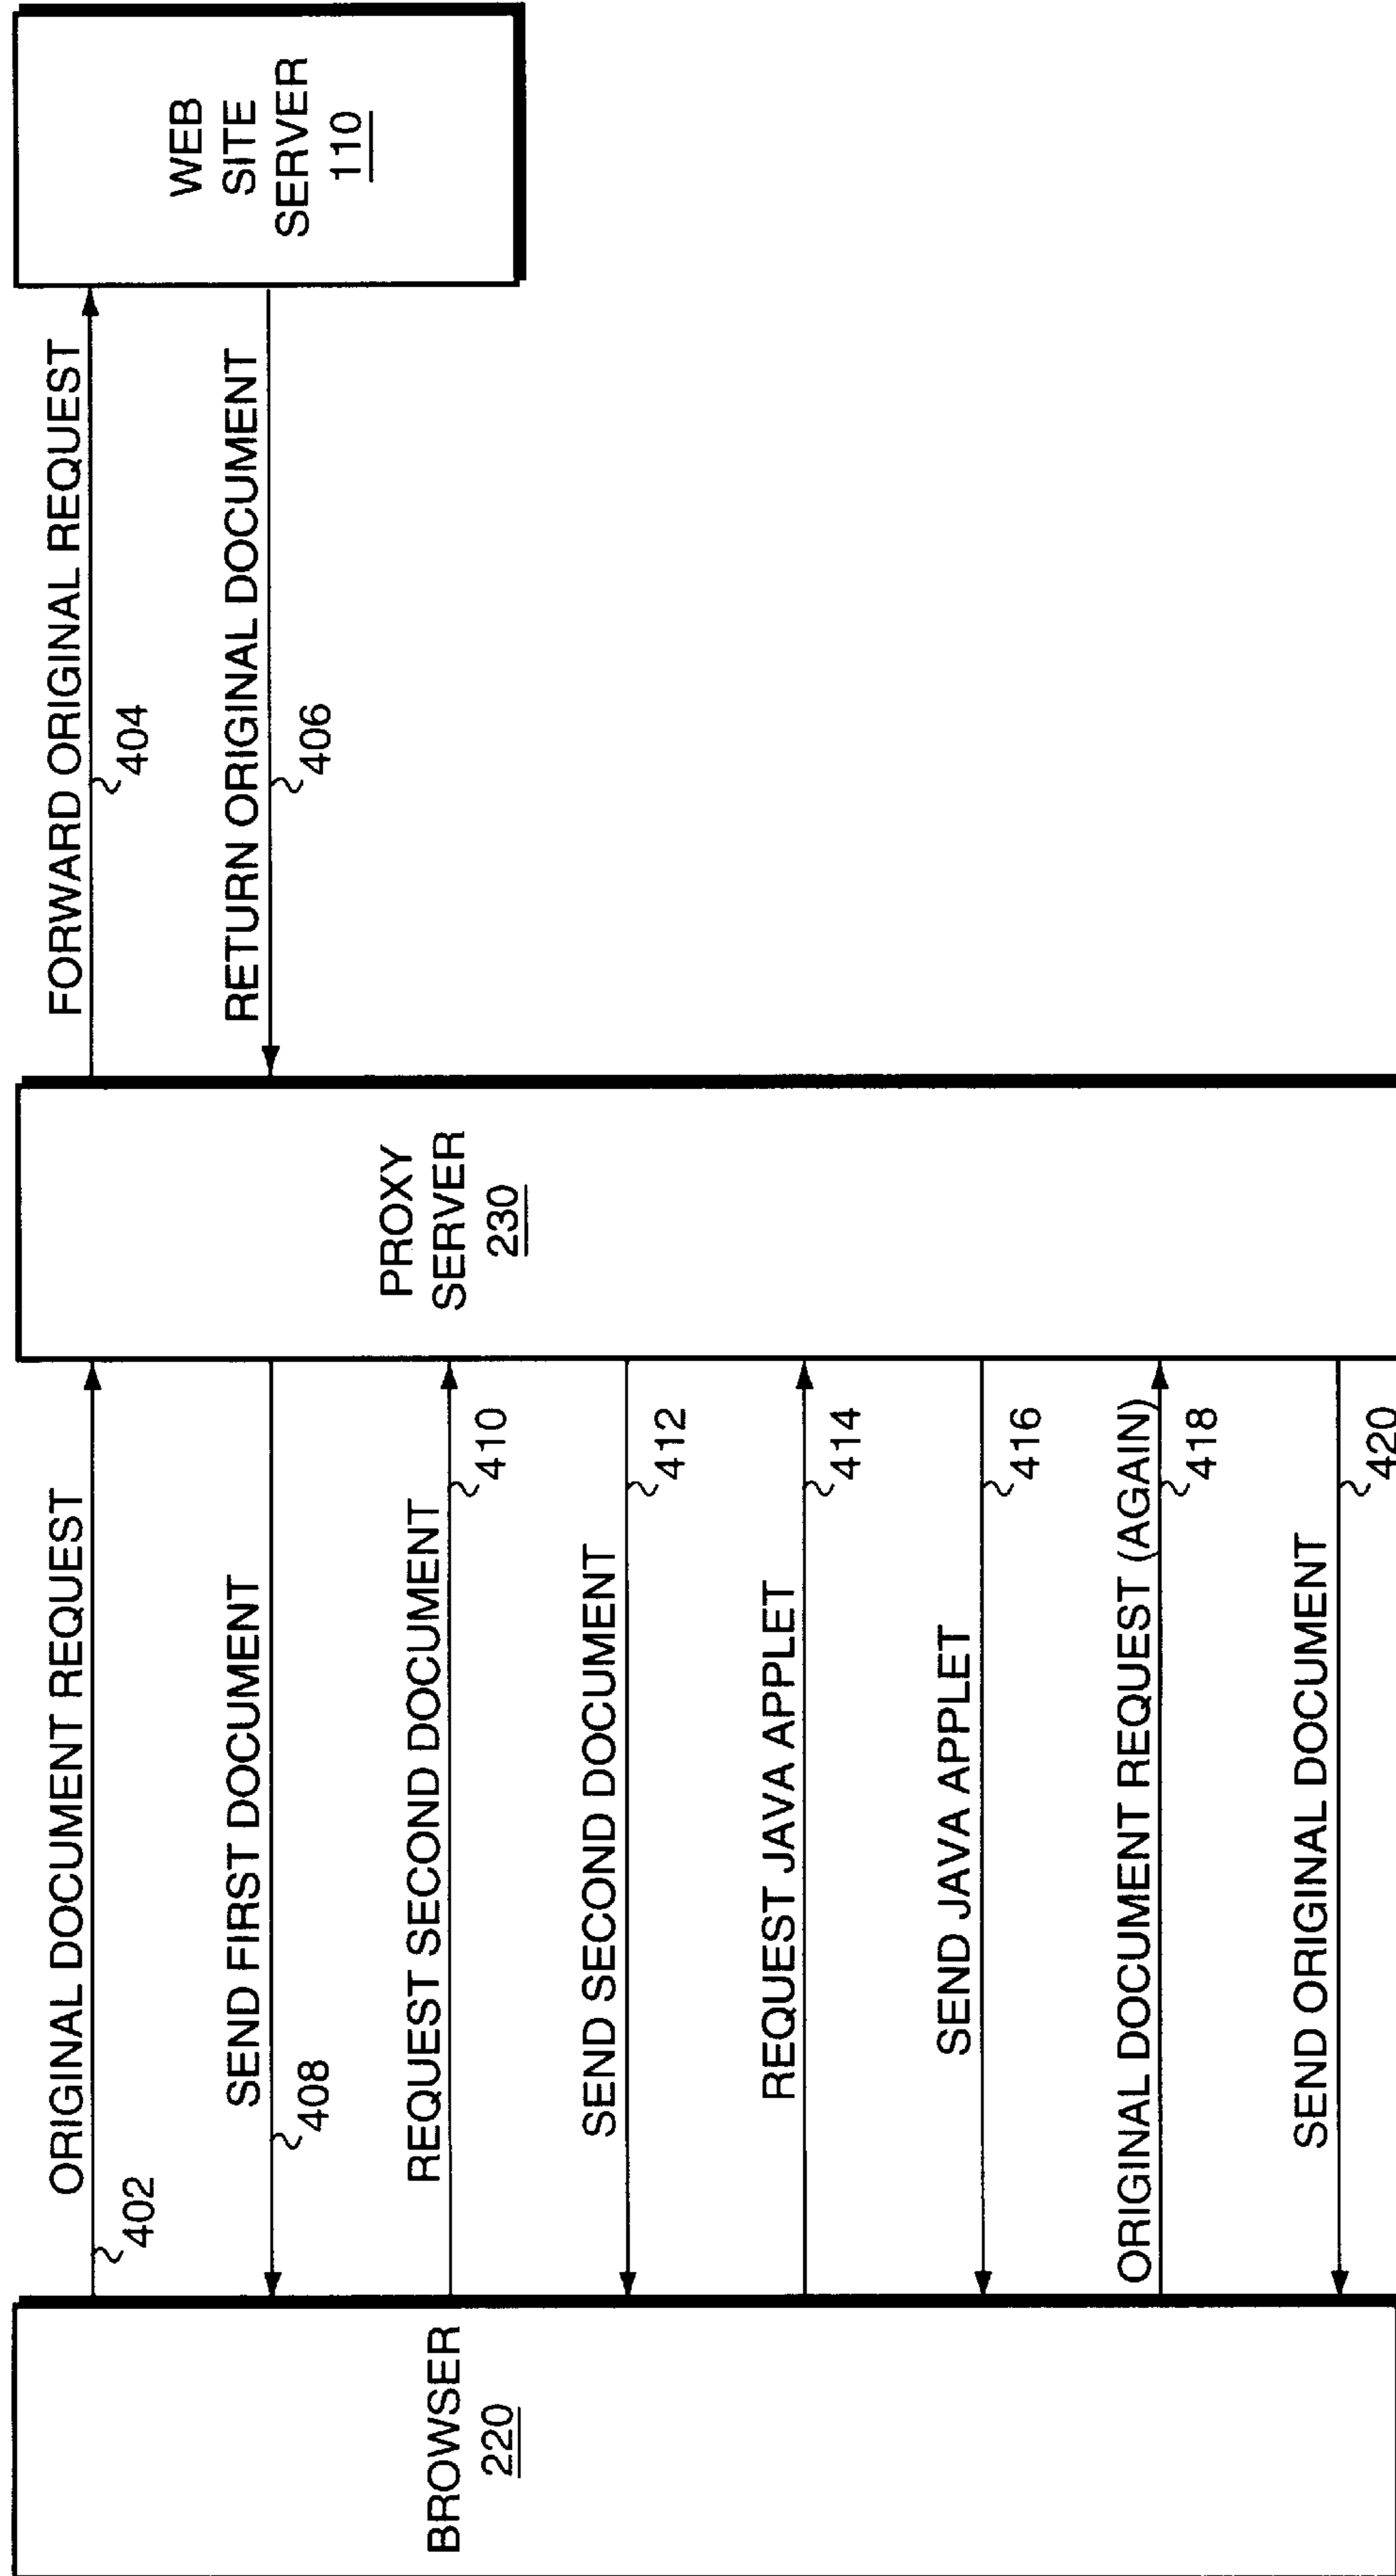 BROWSER
220
PROXY
SERVER
230
WEB
SITE
SERVER
110
ORIGINAL DOCUMENT REQUEST
402
FORWARD ORIGINAL REQUEST
404
RETURN ORIGINAL DOCUMENT
406
SEND FIRST DOCUMENT
408
REQUEST SECOND DOCUMENT
410
SEND SECOND DOCUMENT
412
REQUEST JAVA APPLET
414
SEND JAVA APPLET
416
ORIGINAL DOCUMENT REQUEST (AGAIN)
418
SEND ORIGINAL DOCUMENT
420